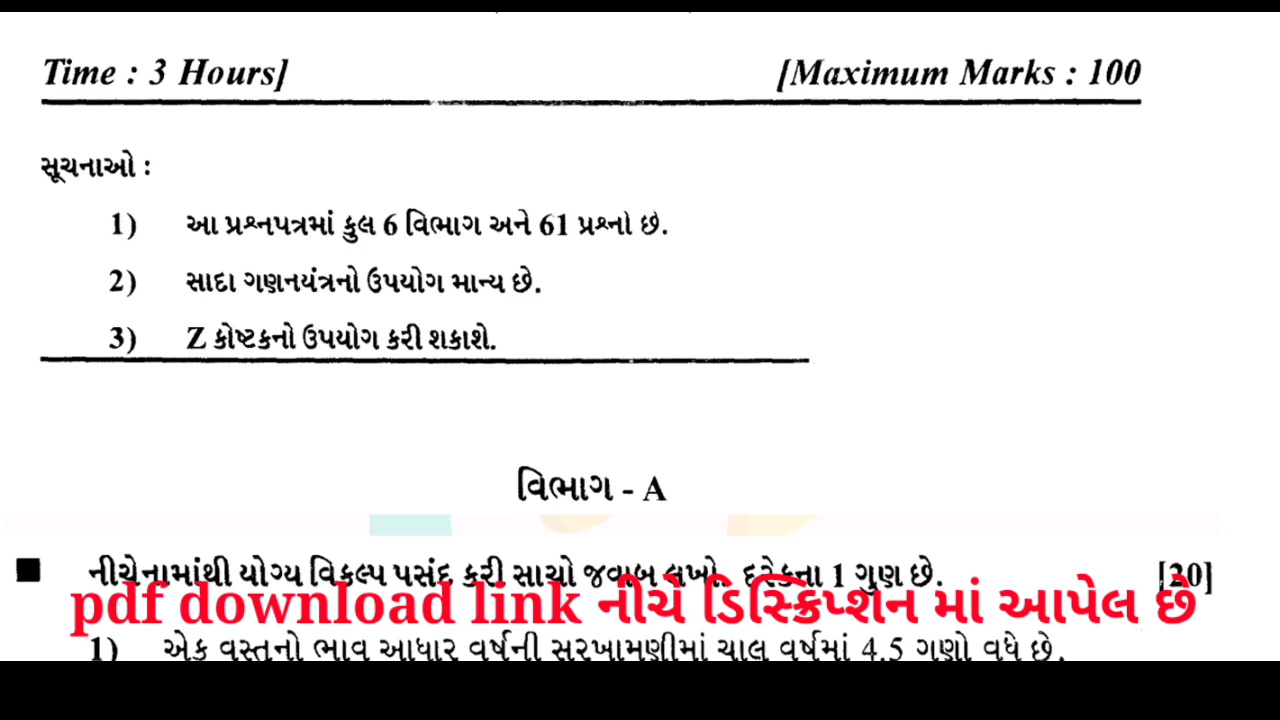 Time : 3 Hours]
[Maximum Marks : 100
સૂચનાઓ :
1) આ પ્રશ્નપત્રમાં કુલ 6 વિભાગ અને 61 પ્રશ્નો છે.
2) સાદા ગણનયંત્રનો ઉપયોગ માન્ય છે.
3) Z કોષ્ટકનો ઉપયોગ કરી શકાશે.
વિભાગ - A
■ નીચેનામાંથી યોગ્ય વિકલ્પ પસંદ કરી સાચો જવાબ લખો. દરેકના 1 ગુણ છે. [20]
pdf download link નીચે ડિસ્ક્રિપ્શન માં આપેલ છે
1) એક વસ્તુનો ભાવ આધાર વર્ષની સરખામણીમાં ચાલુ વર્ષમાં 4.5 ગણો વધે છે.